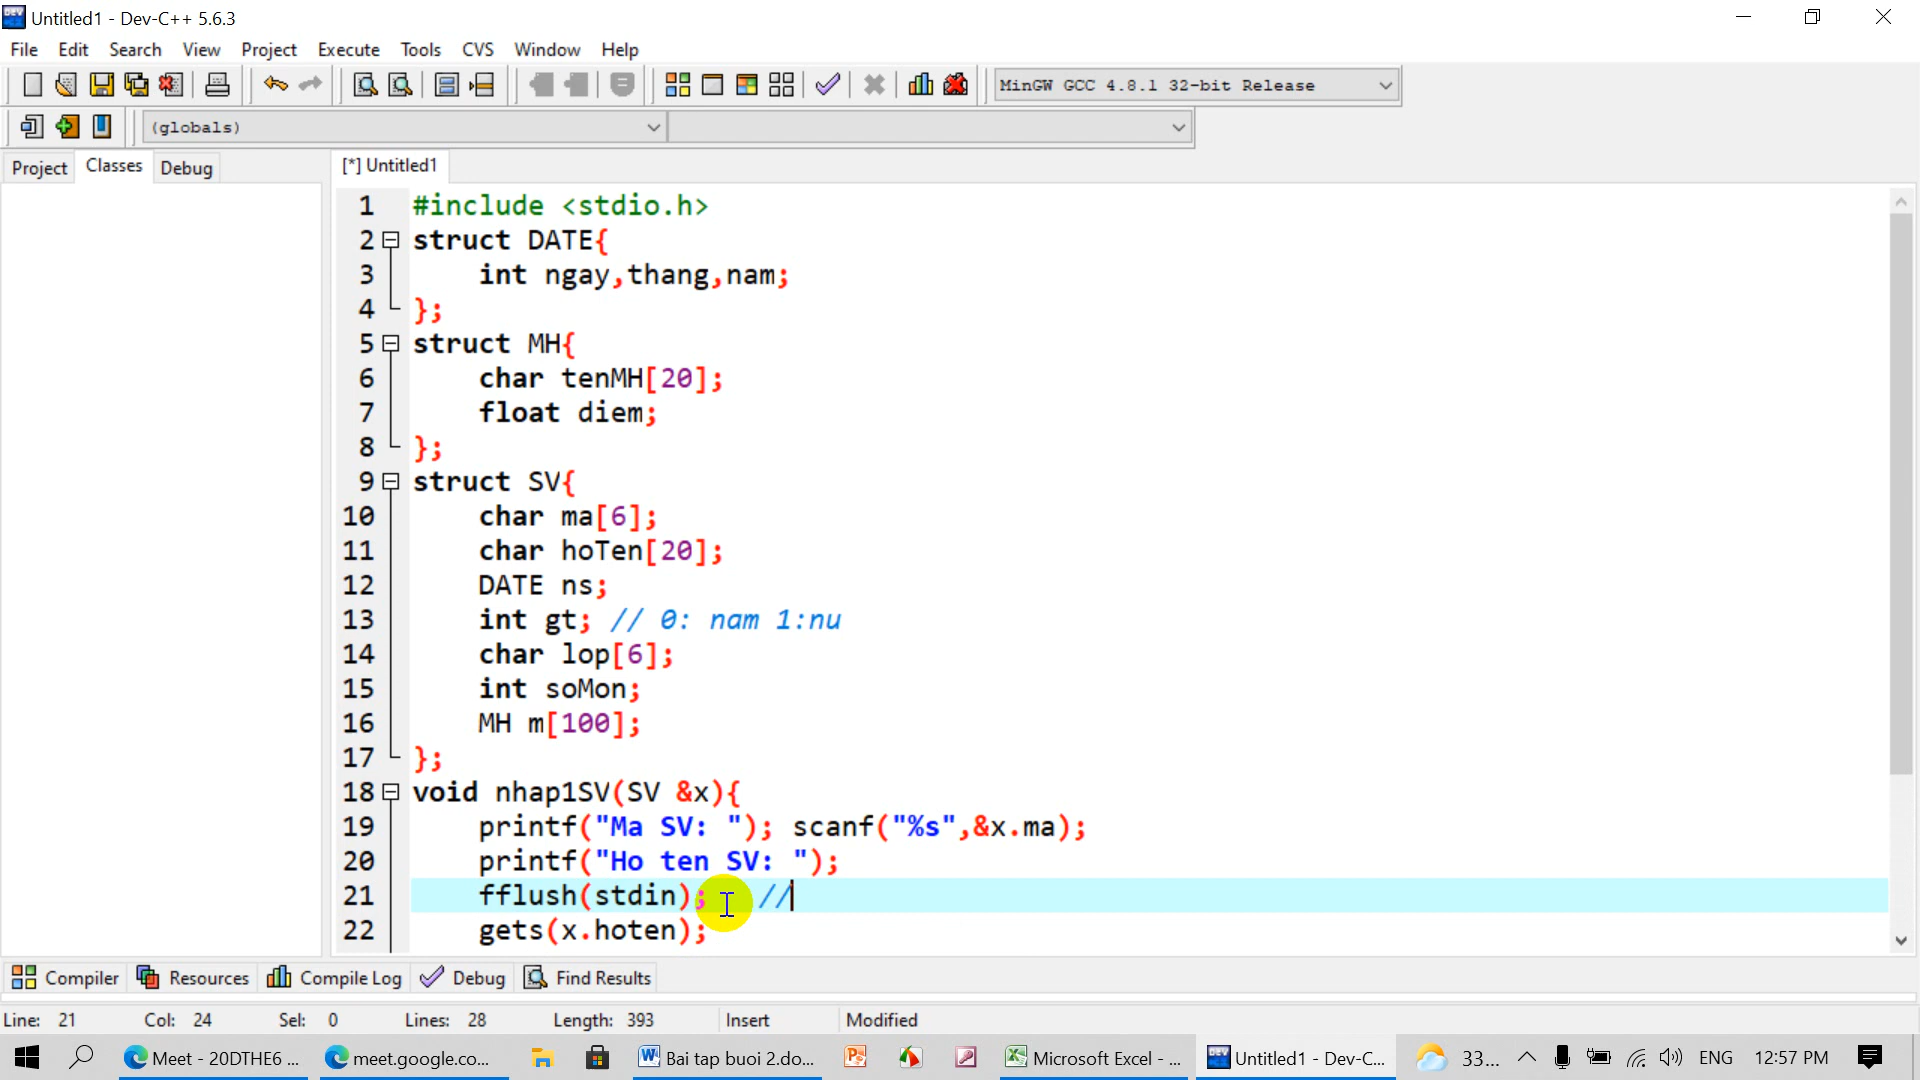 Untitled1 - Dev-C++ 5.6.3
File Edit Search View Project Execute Tools CVS Window Help
MinGW GCC 4.8.1 32-bit Release
(globals)
Project Classes Debug [*] Untitled1
1 #include <stdio.h>
2 struct DATE{
3 int ngay,thang,nam;
4 };
5 struct MH{
6 char tenMH[20];
7 float diem;
8 };
9 struct SV{
10 char ma[6];
11 char hoTen[20];
12 DATE ns;
13 int gt; // 0: nam 1:nu
14 char lop[6];
15 int soMon;
16 MH m[100];
17 };
18 void nhap1SV(SV &x){
19 printf("Ma SV: "); scanf("%s",&x.ma);
20 printf("Ho ten SV: ");
21 fflush(stdin); //
22 gets(x.hoten);
Compiler Resources Compile Log Debug Find Results
Line: 21 Col: 24 Sel: 0 Lines: 28 Length: 393 Insert Modified
Meet - 20DTHE6 ... meet.google.co... Bai tap buoi 2.do... Microsoft Excel - ... Untitled1 - Dev-C... 33... ENG 12:57 PM